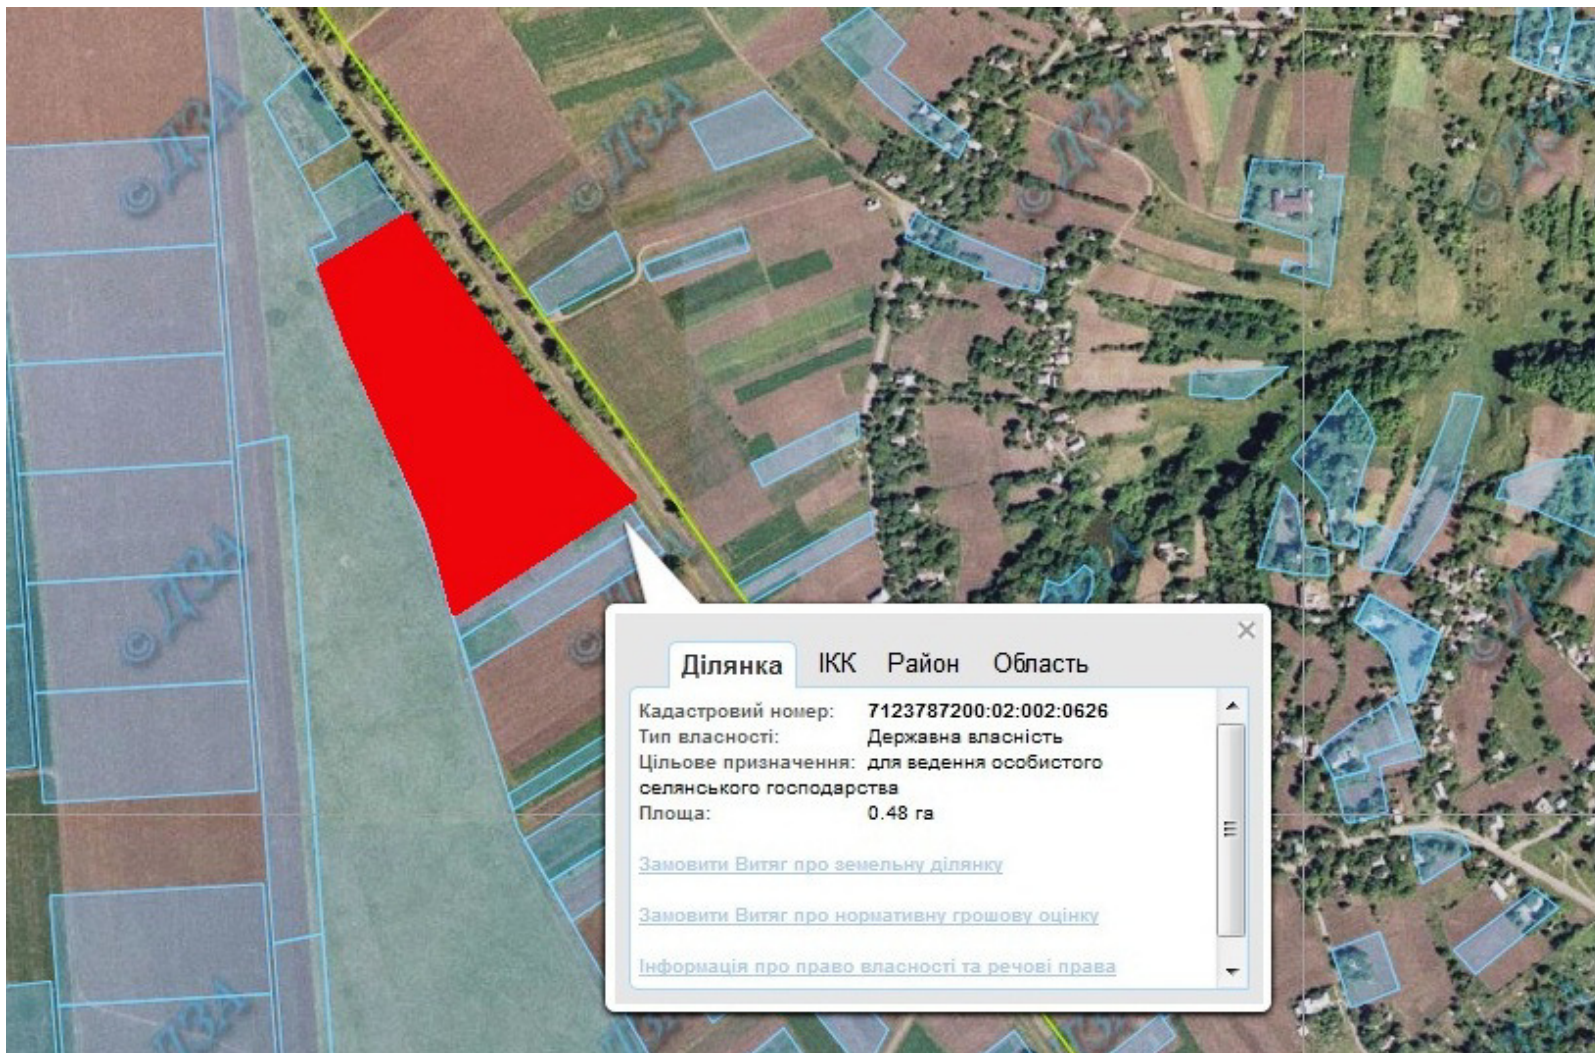 © ДЗА
© ДЗА
© ДЗА
© ДЗА
© ДЗА
Ділянка ІКК Район Область
Кадастровий номер: 7123787200:02:002:0626
Тип власності: Державна власність
Цільове призначення: для ведення особистого
селянського господарства
Площа: 0.48 га
Замовити Витяг про земельну ділянку
Замовити Витяг про нормативну грошову оцінку
Інформація про право власності та речові права